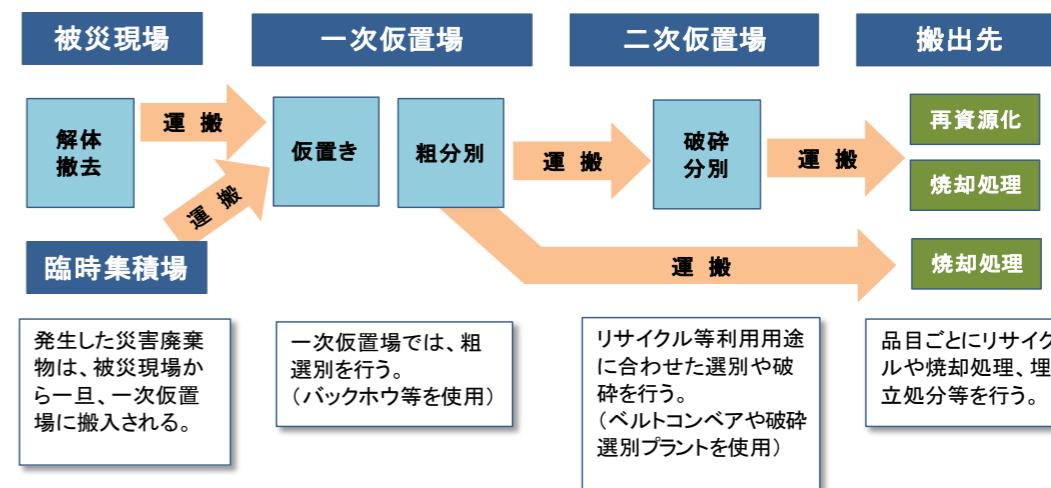 被災現場
一次仮置場
二次仮置場
搬出先
解体
撤去
運 搬
仮置き
粗分別
運 搬
破砕
分別
運 搬
再資源化
焼却処理
運 搬
臨時集積場
運 搬
焼却処理
発生した災害廃棄
物は、被災現場か
ら一旦、一次仮置
場に搬入される。
一次仮置場では、粗
選別を行う。
（バックホウ等を使用）
リサイクル等利用用途
に合わせた選別や破
砕を行う。
（ベルトコンベアや破砕
選別プラントを使用）
品目ごとにリサイク
ルや焼却処理、埋
立処分等を行う。